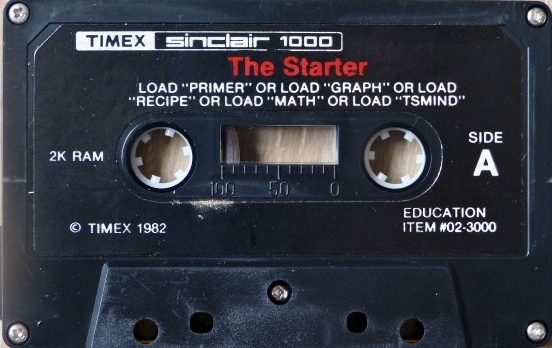 TIMEX sinclair 1000
The Starter
LOAD "PRIMER" OR LOAD "GRAPH" OR LOAD
"RECIPE" OR LOAD "MATH" OR LOAD "TSMIND"
2K RAM
100 50 0
SIDE
A
© TIMEX 1982
EDUCATION
ITEM #02-3000